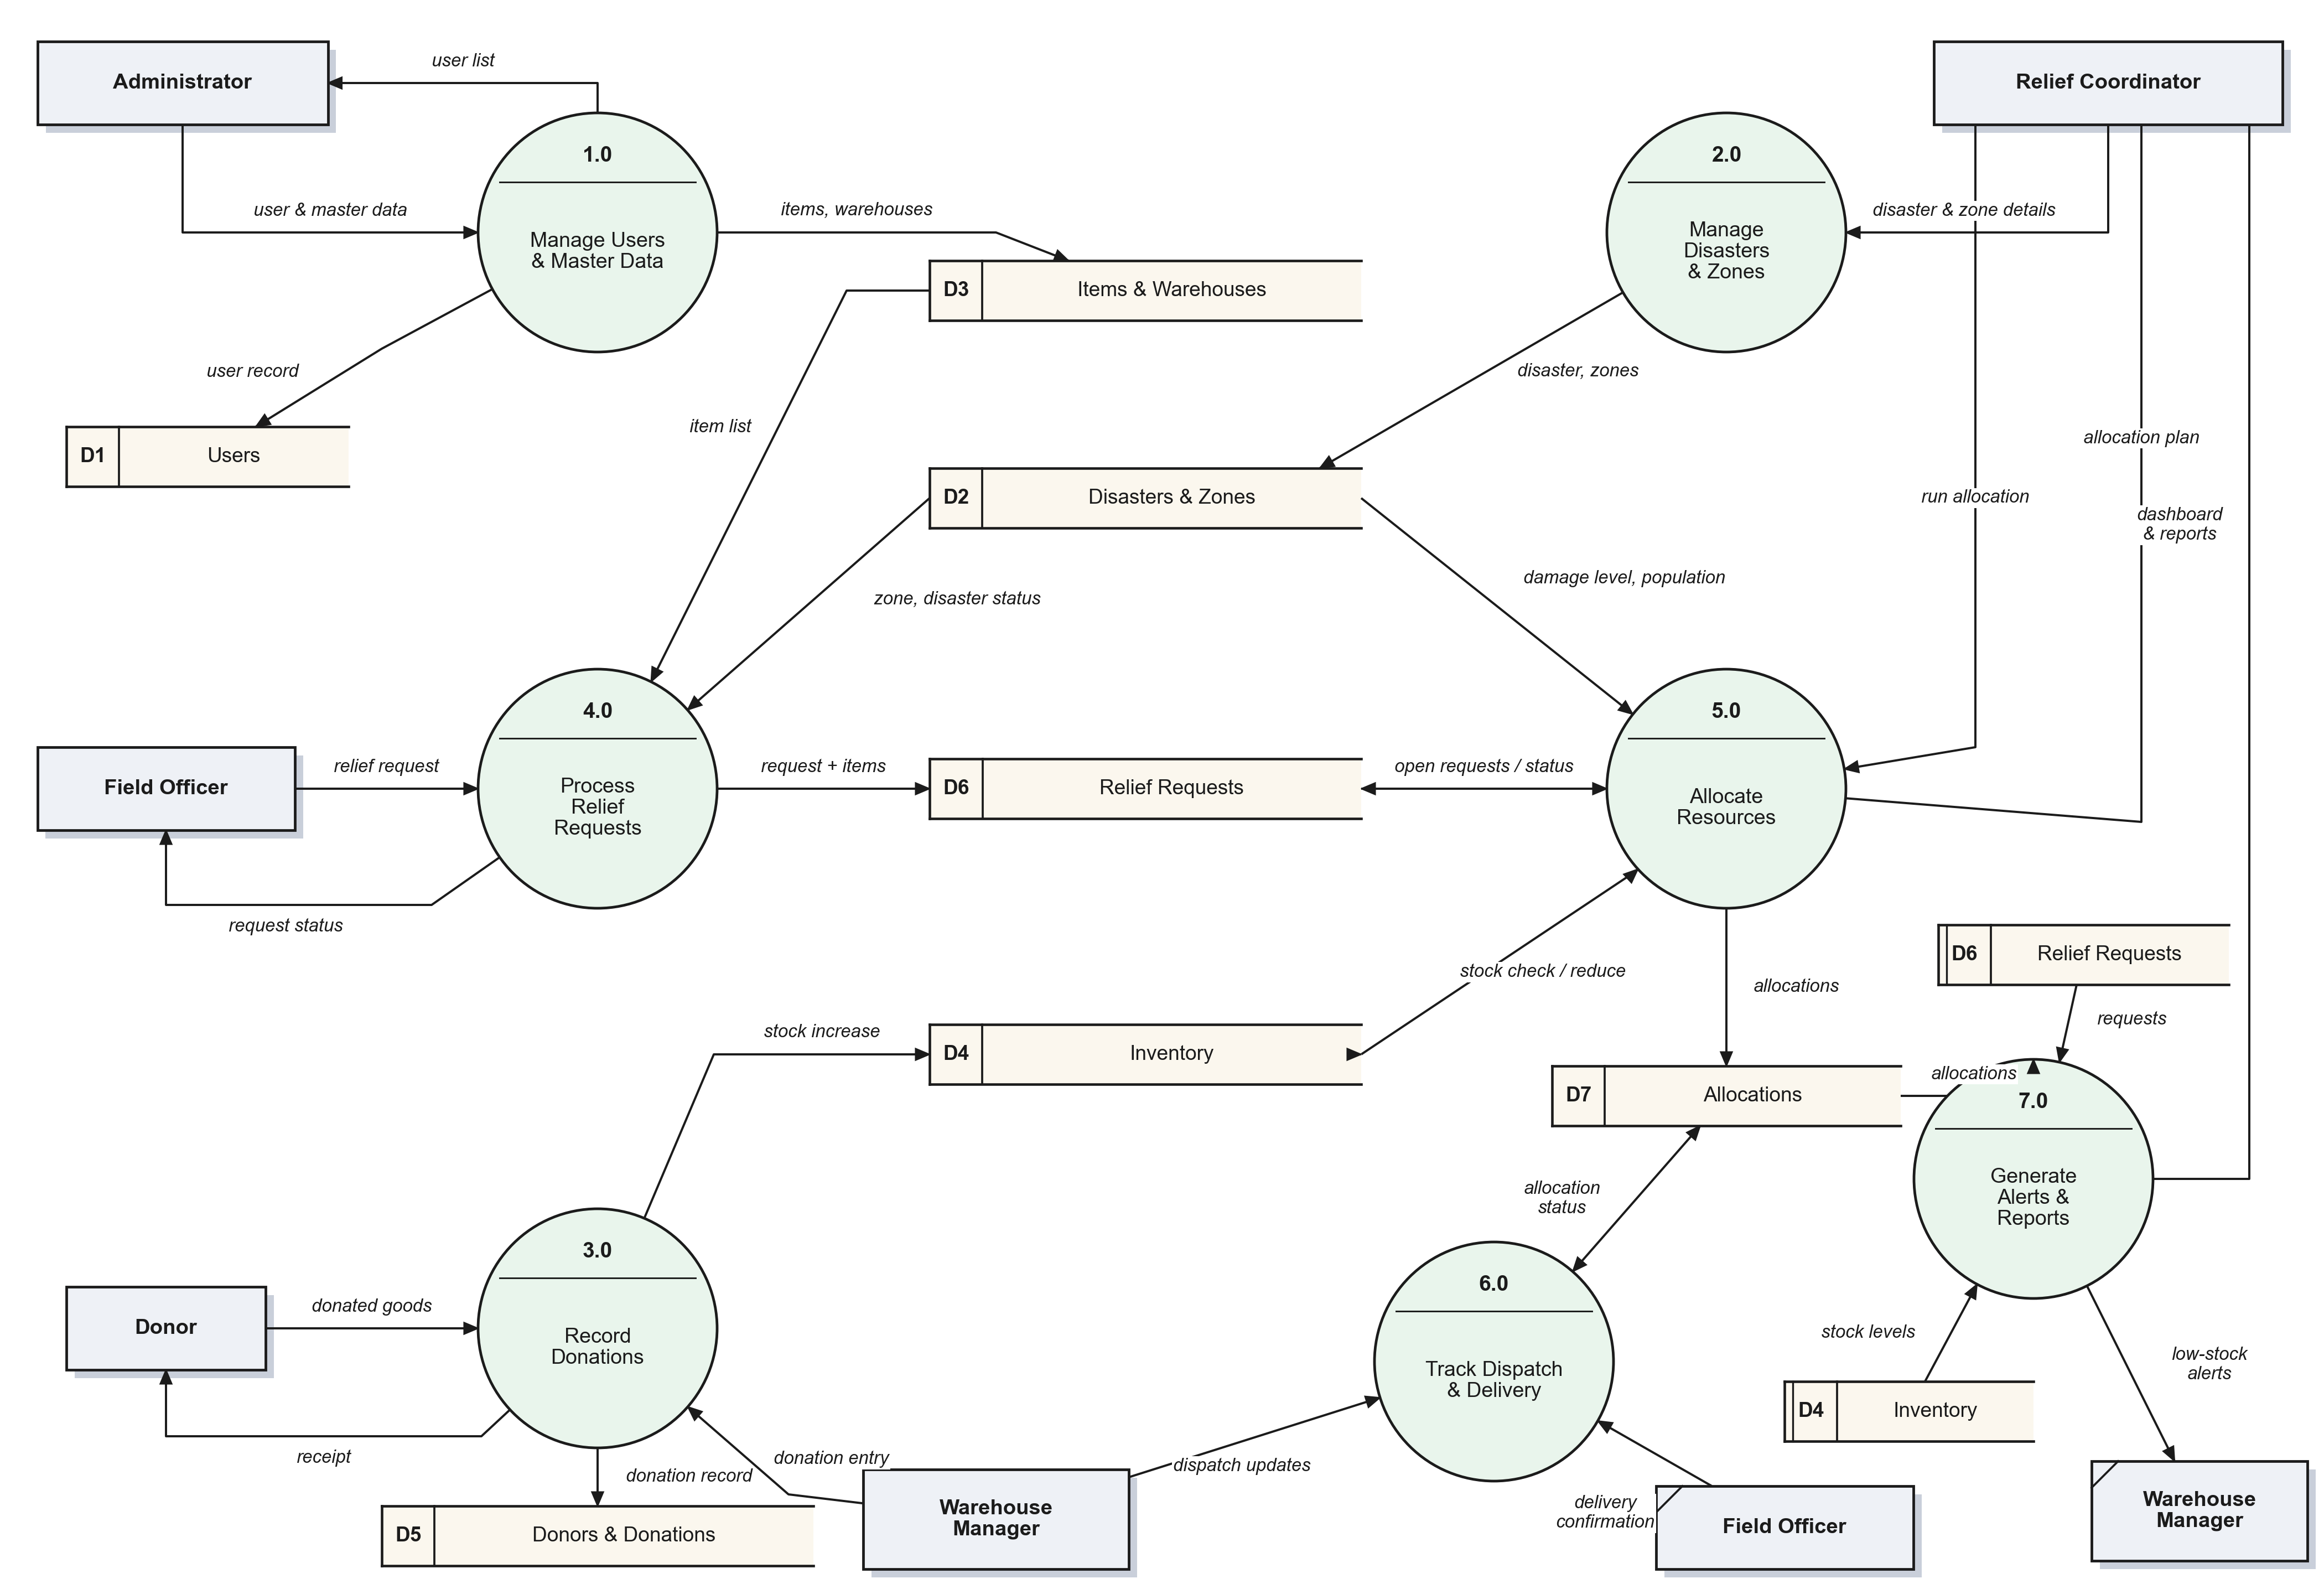 user list
Administrator
Relief Coordinator
1.0
2.0
user & master data
items, warehouses
disaster & zone details
Manage Users
& Master Data
Manage
Disasters
& Zones
D3
Items & Warehouses
user record
disaster, zones
item list
allocation plan
D1
Users
D2
Disasters & Zones
run allocation
dashboard
& reports
damage level, population
zone, disaster status
4.0
5.0
relief request
request + items
open requests / status
Field Officer
Process
Relief
Requests
D6
Relief Requests
Allocate
Resources
request status
D6
Relief Requests
stock check / reduce
allocations
requests
stock increase
D4
Inventory
allocations
D7
Allocations
7.0
Generate
Alerts &
Reports
allocation
status
3.0
6.0
donated goods
Donor
Record
Donations
stock levels
low-stock
alerts
Track Dispatch
& Delivery
D4
Inventory
receipt
donation entry
donation record
dispatch updates
Warehouse
Manager
delivery
confirmation
Field Officer
Warehouse
Manager
D5
Donors & Donations